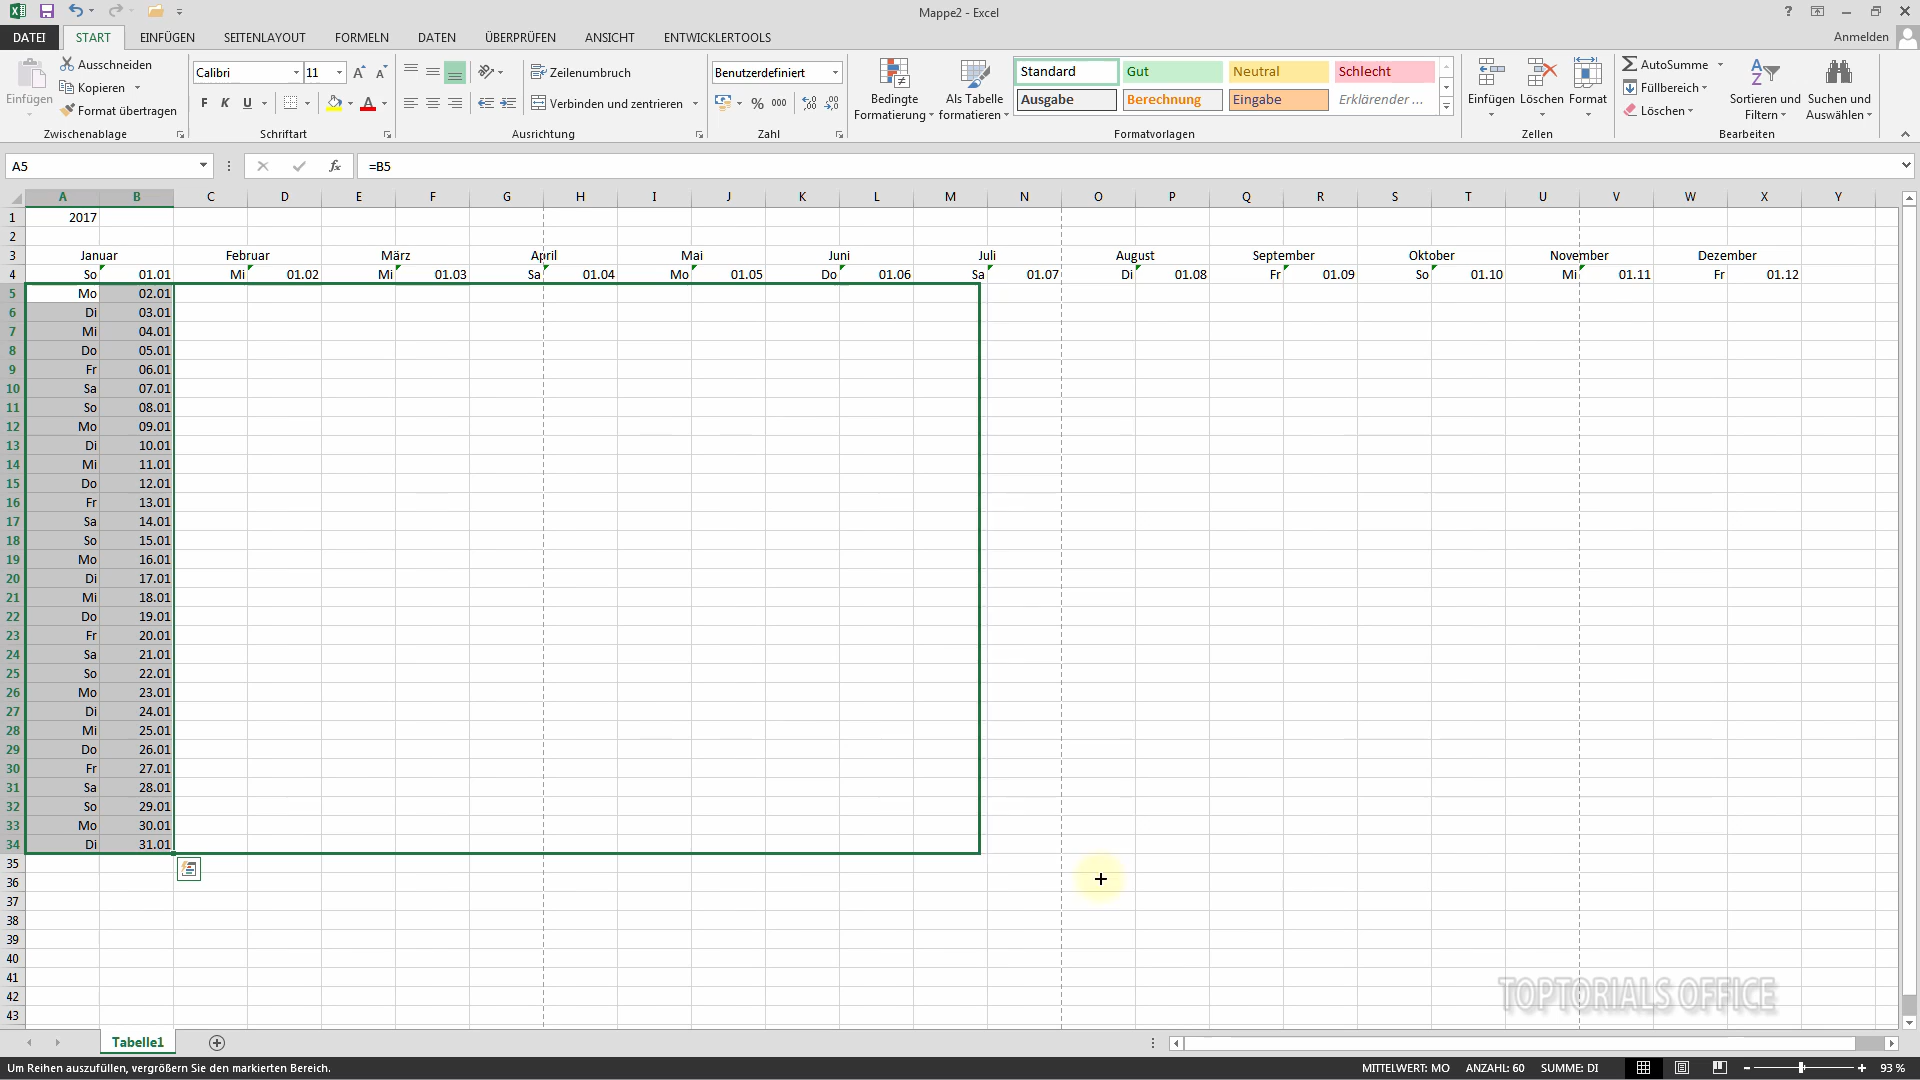 Mappe2 - Excel
?
DATEI START EINFÜGEN SEITENLAYOUT FORMELN DATEN ÜBERPRÜFEN ANSICHT ENTWICKLERTOOLS Anmelden
Einfügen
Ausschneiden
Kopieren
Format übertragen
Zwischenablage
Calibri 11
F K U
Schriftart
Zeilenumbruch
Verbinden und zentrieren
Ausrichtung
Benutzerdefiniert
% 000
Zahl
Bedingte
Formatierung
Als Tabelle
formatieren
Standard Gut Neutral Schlecht
Ausgabe Berechnung Eingabe Erklärender ...
Formatvorlagen
Einfügen Löschen Format
Zellen
AutoSumme
Füllbereich
Löschen
Sortieren und
Filtern
Suchen und
Auswählen
Bearbeiten
A5 fx =B5
A B C D E F G H I J K L M N O P Q R S T U V W X Y
1 2017
2
3 Januar Februar März April Mai Juni Juli August September Oktober November Dezember
4 So 01.01 Mi 01.02 Mi 01.03 Sa 01.04 Mo 01.05 Do 01.06 Sa 01.07 Di 01.08 Fr 01.09 So 01.10 Mi 01.11 Fr 01.12
5 Mo 02.01
6 Di 03.01
7 Mi 04.01
8 Do 05.01
9 Fr 06.01
10 Sa 07.01
11 So 08.01
12 Mo 09.01
13 Di 10.01
14 Mi 11.01
15 Do 12.01
16 Fr 13.01
17 Sa 14.01
18 So 15.01
19 Mo 16.01
20 Di 17.01
21 Mi 18.01
22 Do 19.01
23 Fr 20.01
24 Sa 21.01
25 So 22.01
26 Mo 23.01
27 Di 24.01
28 Mi 25.01
29 Do 26.01
30 Fr 27.01
31 Sa 28.01
32 So 29.01
33 Mo 30.01
34 Di 31.01
35
36
37
38
39
40
41
42
43
TOPTORIALS OFFICE
Tabelle1
Um Reihen auszufüllen, vergrößern Sie den markierten Bereich. MITTELWERT: MO ANZAHL: 60 SUMME: DI 93 %